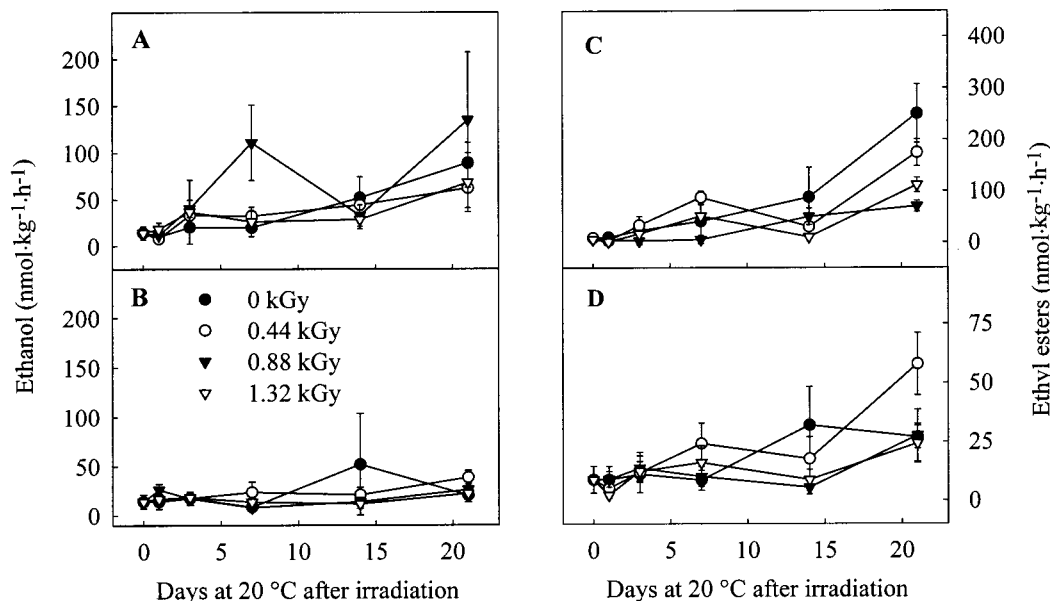 A
C
200
150
100
50
0
400
300
200
100
0
B
D
0 kGy
0.44 kGy
0.88 kGy
1.32 kGy
200
150
100
50
0
75
50
25
0
Ethanol (nmol·kg⁻¹·h⁻¹)
Ethyl esters (nmol·kg⁻¹·h⁻¹)
0 5 10 15 20
0 5 10 15 20
Days at 20 °C after irradiation
Days at 20 °C after irradiation